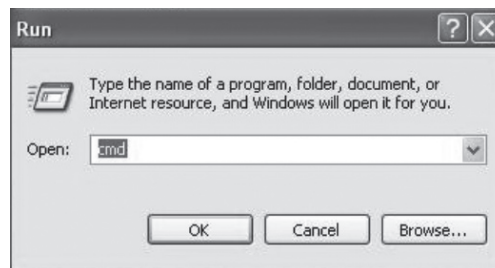 Run
Type the name of a program, folder, document, or
Internet resource, and Windows will open it for you.
Open: cmd
OK Cancel Browse...